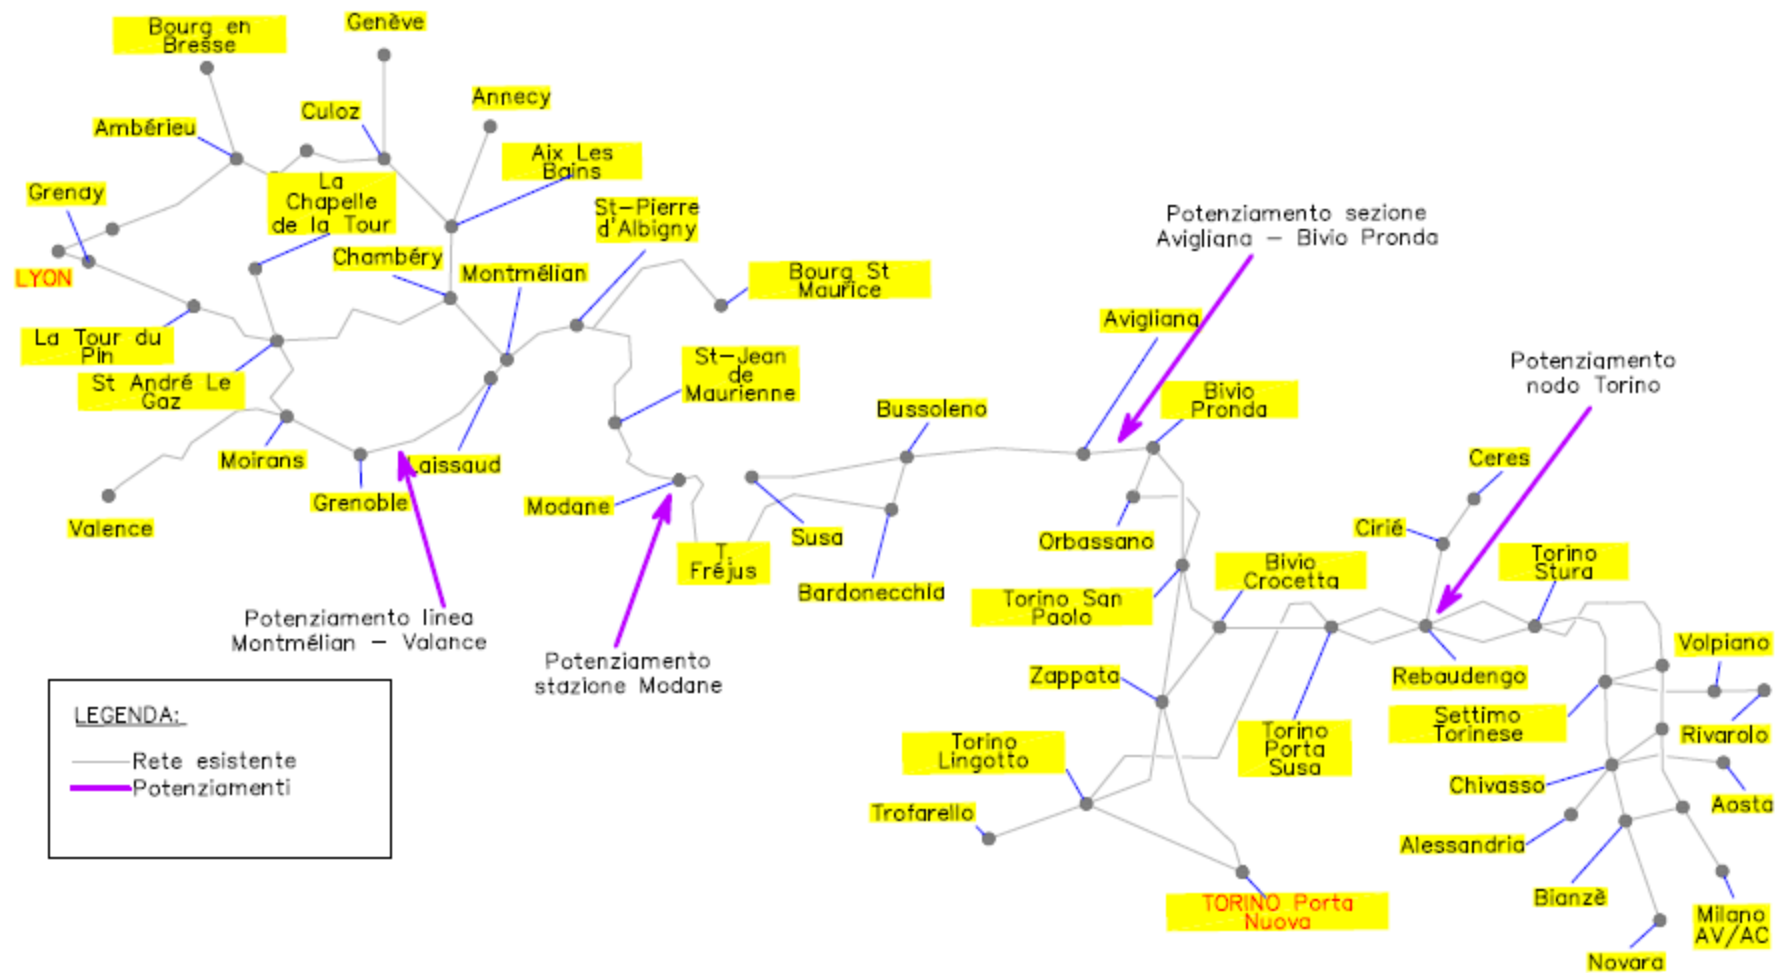 Bourg en
Bresse
Genève
Annecy
Culoz
Ambérieu
Aix Les
Bains
Grenay
La
Chapelle
de la Tour
St-Pierre
d'Albigny
Chambéry
Montmélian
LYON
Bourg St
Maurice
La Tour du
Pin
St André Le
Gaz
St-Jean
de
Maurienne
Moirans
Laissaud
Grenoble
Valence
Modane
T.
Fréjus
Susa
Bussoleno
Bardonecchia
Potenziamento sezione
Avigliana - Bivio Pronda
Avigliana
Bivio
Pronda
Potenziamento
nodo Torino
Orbassano
Ceres
Cirié
Torino
Stura
Bivio
Crocetta
Torino San
Paolo
Potenziamento linea
Montmélian - Valance
Potenziamento
stazione Modane
Zappata
Rebaudengo
Volpiano
Settimo
Torinese
Rivarolo
Torino
Lingotto
Torino
Porta
Susa
Chivasso
Aosta
Trofarello
Alessandria
Bianzè
TORINO Porta
Nuova
Milano
AV/AC
Novara
LEGENDA:
Rete esistente
Potenziamenti